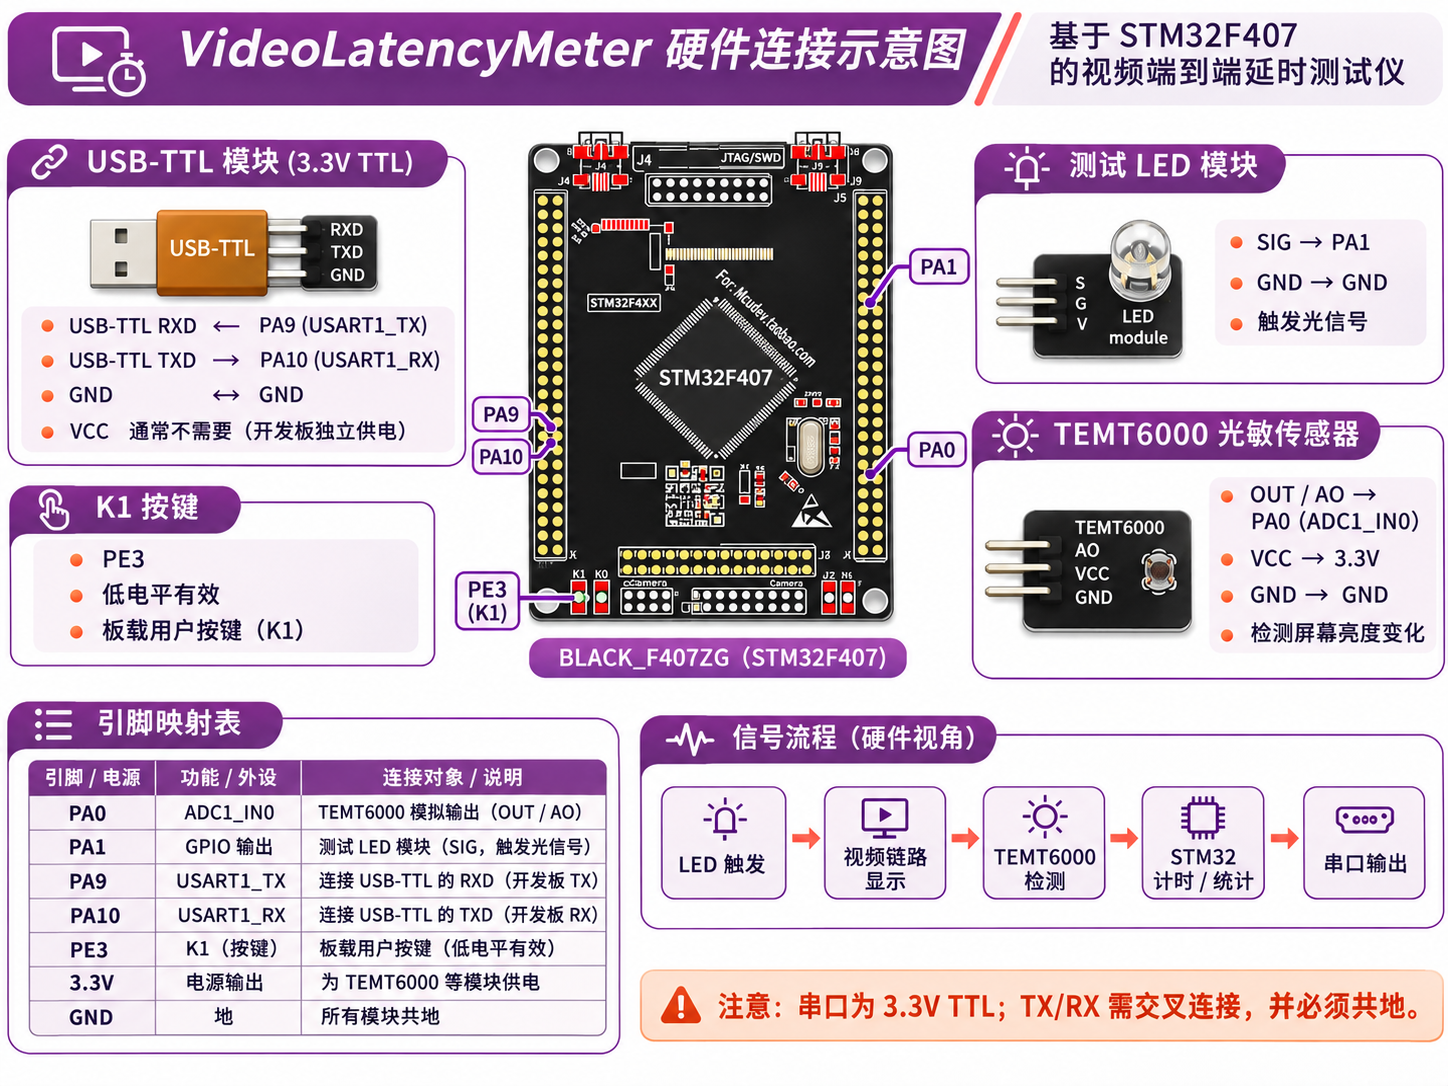 VideoLatencyMeter 硬件连接示意图
基于 STM32F407
的视频端到端延时测试仪
USB-TTL 模块 (3.3V TTL)
USB-TTL
RXD
TXD
GND
USB-TTL RXD ← PA9 (USART1_TX)
USB-TTL TXD → PA10 (USART1_RX)
GND ↔ GND
VCC 通常不需要（开发板独立供电）
K1 按键
PE3
低电平有效
板载用户按键（K1）
J4
JTAG/SWD
J4
J4
J9
J5
STM32F4XX
For: Mcudev.taobao.com
STM32F407
PA9
PA10
PE3
(K1)
PA1
PA0
K1
K0
Camera
J2
BLACK_F407ZG（STM32F407）
测试 LED 模块
S
G
V
LED
module
SIG → PA1
GND → GND
触发光信号
TEMT6000 光敏传感器
TEMT6000
AO
VCC
GND
OUT / AO →
PA0 (ADC1_IN0)
VCC → 3.3V
GND → GND
检测屏幕亮度变化
引脚映射表
引脚 / 电源 功能 / 外设 连接对象 / 说明
PA0 ADC1_IN0 TEMT6000 模拟输出（OUT / AO）
PA1 GPIO 输出 测试 LED 模块（SIG，触发光信号）
PA9 USART1_TX 连接 USB-TTL 的 RXD（开发板 TX）
PA10 USART1_RX 连接 USB-TTL 的 TXD（开发板 RX）
PE3 K1（按键） 板载用户按键（低电平有效）
3.3V 电源输出 为 TEMT6000 等模块供电
GND 地 所有模块共地
信号流程（硬件视角）
LED 触发
视频链路
显示
TEMT6000
检测
STM32
计时 / 统计
串口输出
注意：串口为 3.3V TTL；TX/RX 需交叉连接，并必须共地。